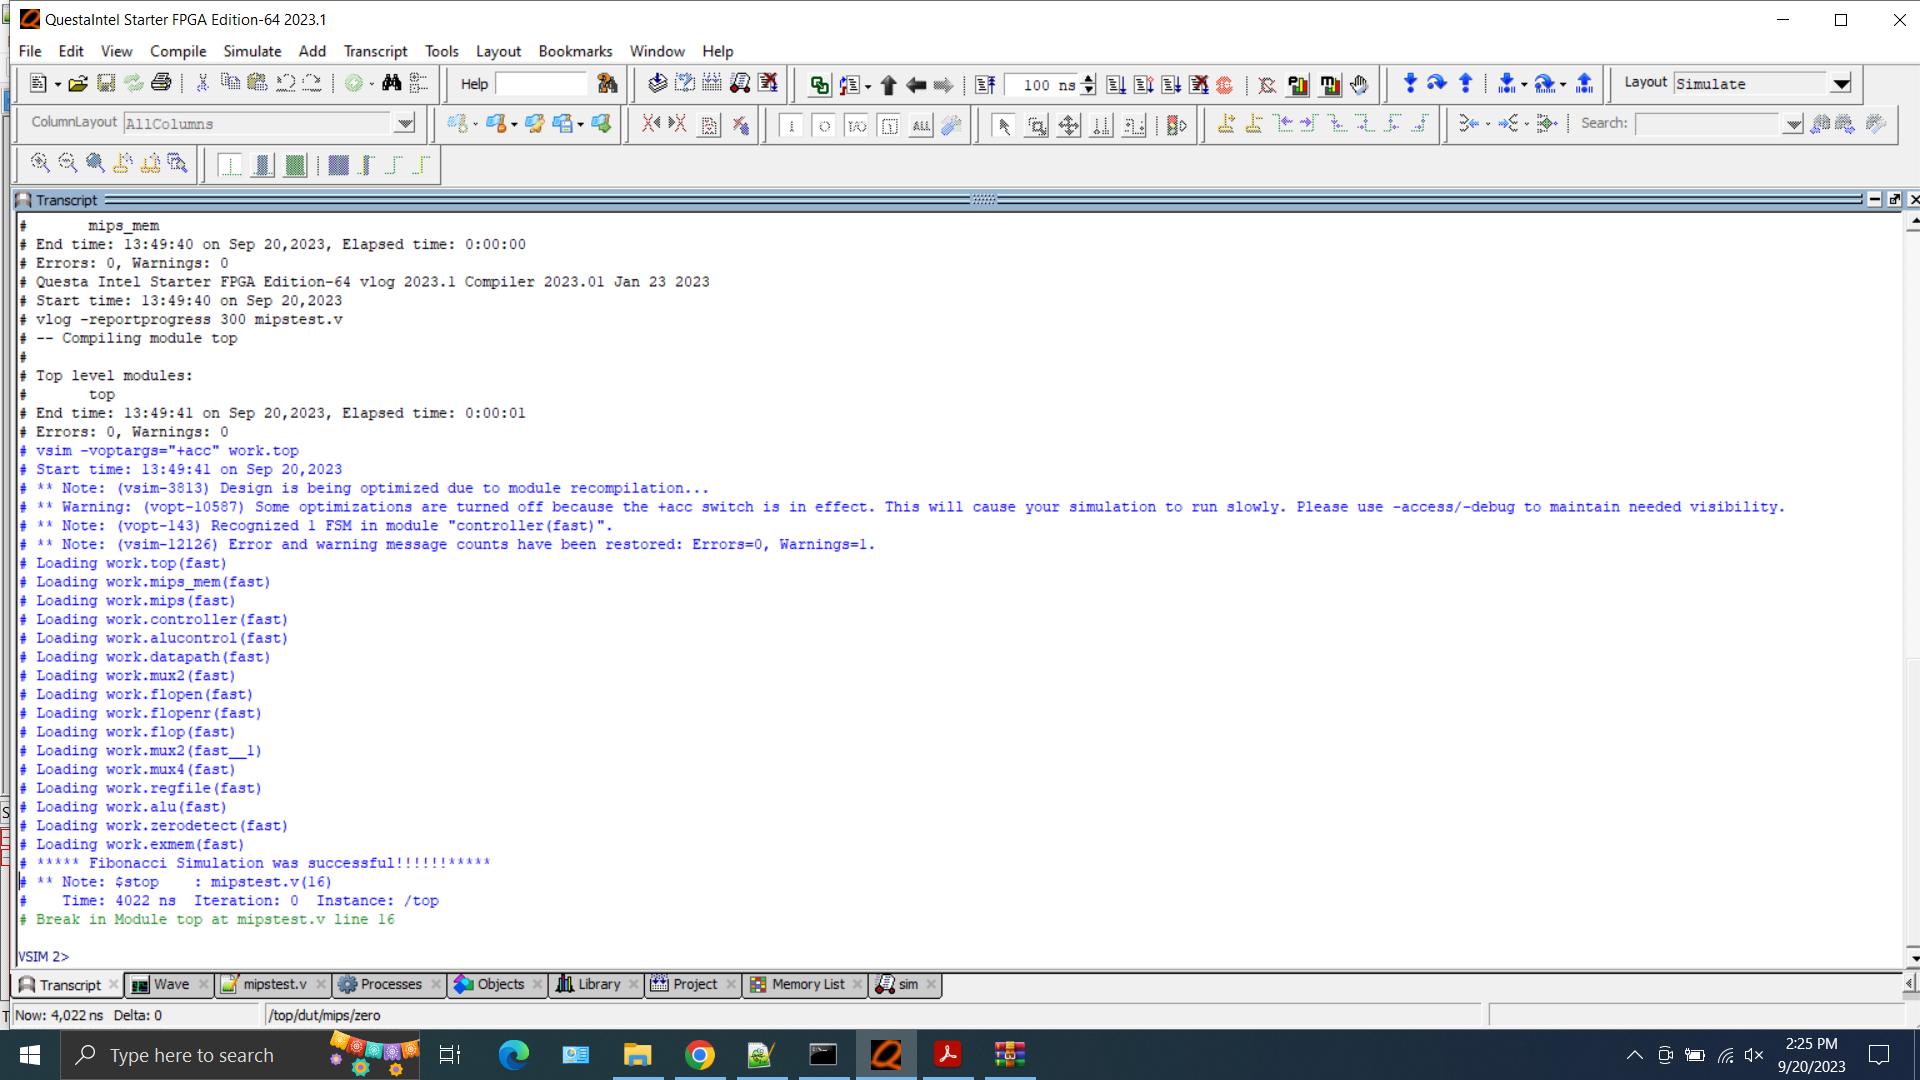 QuestaIntel Starter FPGA Edition-64 2023.1
File Edit View Compile Simulate Add Transcript Tools Layout Bookmarks Window Help
Help 100 ns Layout Simulate
ColumnLayout AllColumns ALL Search:
Transcript
# mips_mem
# End time: 13:49:40 on Sep 20,2023, Elapsed time: 0:00:00
# Errors: 0, Warnings: 0
# Questa Intel Starter FPGA Edition-64 vlog 2023.1 Compiler 2023.01 Jan 23 2023
# Start time: 13:49:40 on Sep 20,2023
# vlog -reportprogress 300 mipstest.v
# -- Compiling module top
#
# Top level modules:
# top
# End time: 13:49:41 on Sep 20,2023, Elapsed time: 0:00:01
# Errors: 0, Warnings: 0
# vsim -voptargs="+acc" work.top
# Start time: 13:49:41 on Sep 20,2023
# ** Note: (vsim-3813) Design is being optimized due to module recompilation...
# ** Warning: (vopt-10587) Some optimizations are turned off because the +acc switch is in effect. This will cause your simulation to run slowly. Please use -access/-debug to maintain needed visibility.
# ** Note: (vopt-143) Recognized 1 FSM in module "controller(fast)".
# ** Note: (vsim-12126) Error and warning message counts have been restored: Errors=0, Warnings=1.
# Loading work.top(fast)
# Loading work.mips_mem(fast)
# Loading work.mips(fast)
# Loading work.controller(fast)
# Loading work.alucontrol(fast)
# Loading work.datapath(fast)
# Loading work.mux2(fast)
# Loading work.flopen(fast)
# Loading work.flopenr(fast)
# Loading work.flop(fast)
# Loading work.mux2(fast__1)
# Loading work.mux4(fast)
# Loading work.regfile(fast)
# Loading work.alu(fast)
# Loading work.zerodetect(fast)
# Loading work.exmem(fast)
# ***** Fibonacci Simulation was successful!!!!!!*****
# ** Note: $stop : mipstest.v(16)
# Time: 4022 ns Iteration: 0 Instance: /top
# Break in Module top at mipstest.v line 16
VSIM 2>
Transcript Wave mipstest.v Processes Objects Library Project Memory List sim
Now: 4,022 ns Delta: 0 /top/dut/mips/zero
Type here to search
2:25 PM
9/20/2023